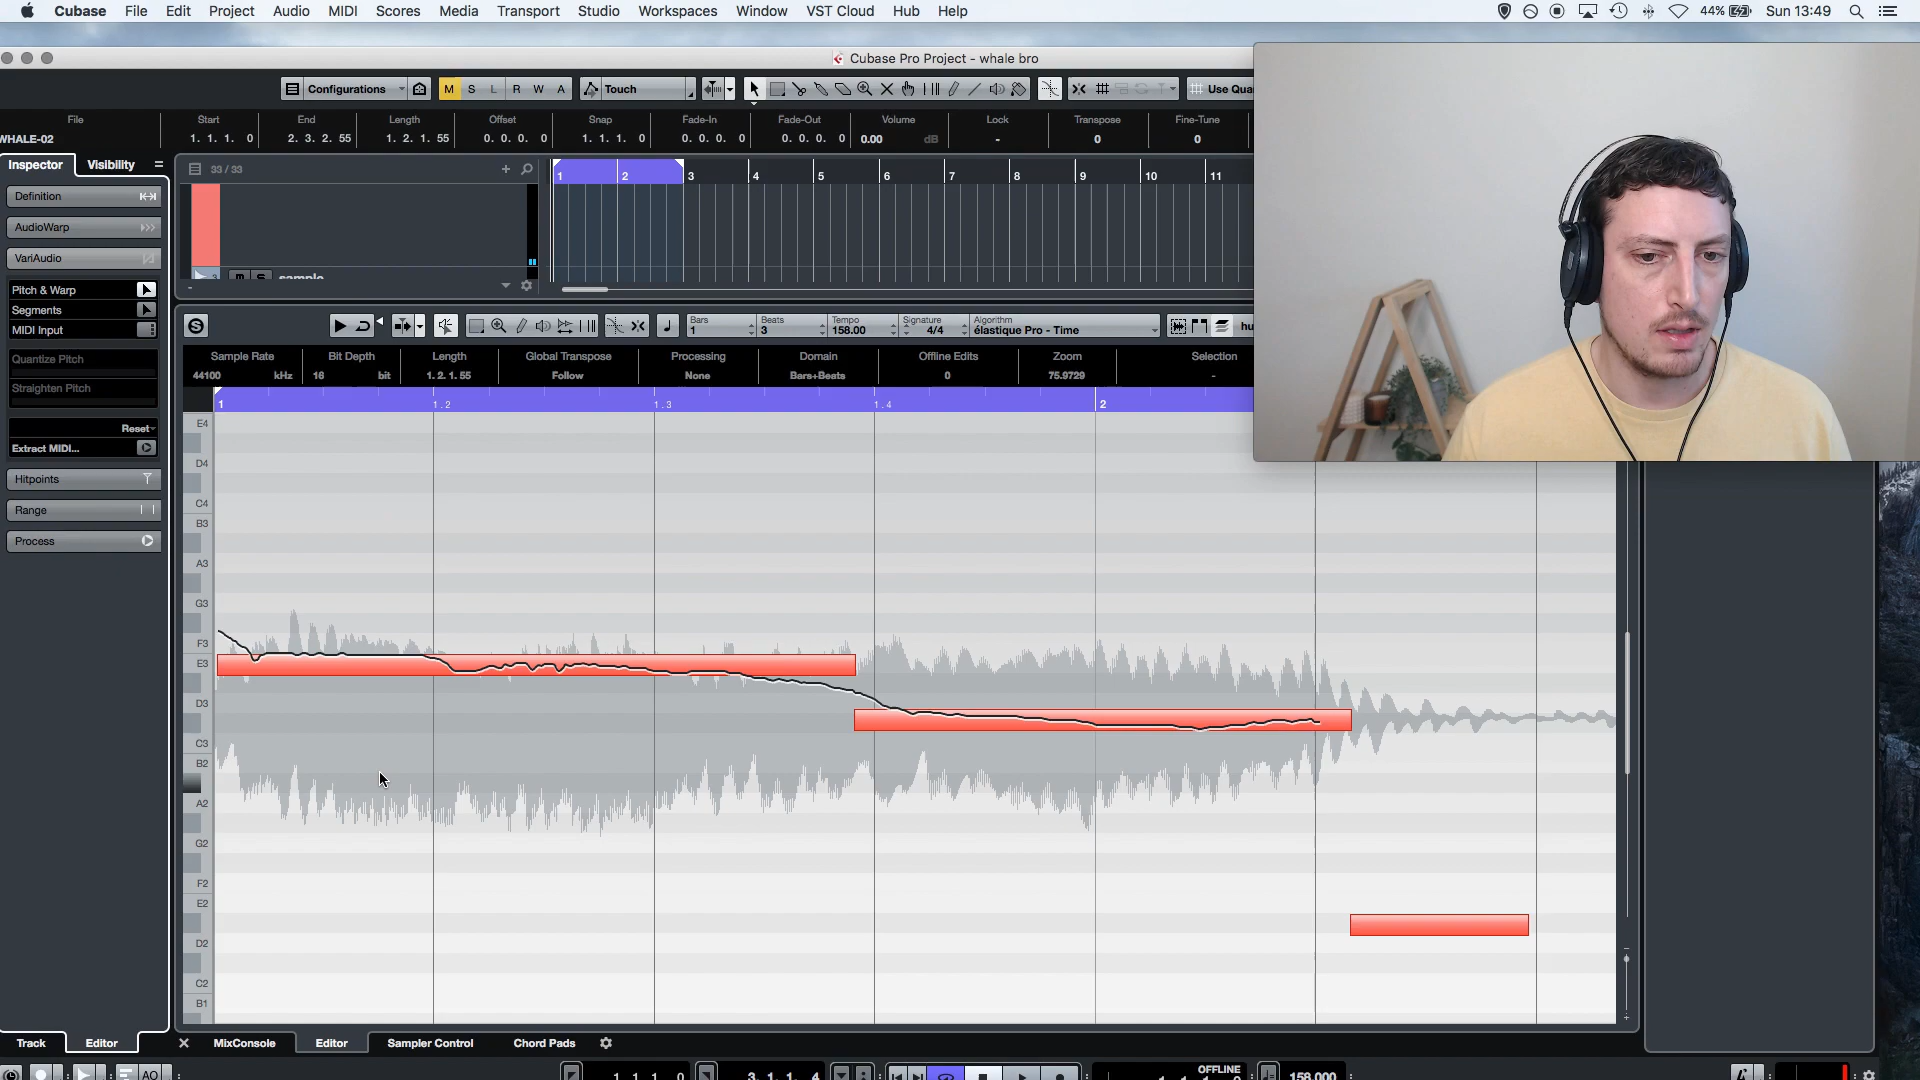 Cubase File Edit Project Audio MIDI Scores Media Transport Studio Workspaces Window VST Cloud Hub Help 44% Sun 13:49
Cubase Pro Project - whale bro
Configurations M S L R W A Touch Use Qua
File Start End Length Offset Snap Fade-In Fade-Out Volume Lock Transpose Fine-Tune
WHALE-02 1. 1. 1. 0 2. 3. 2. 55 1. 2. 1. 55 0. 0. 0. 0 1. 1. 1. 0 0. 0. 0. 0 0. 0. 0. 0 0.00 dB - 0 0
Inspector Visibility
33 / 33
1 2 3 4 5 6 7 8 9 10 11
Definition
AudioWarp
VariAudio
sample
Pitch & Warp
Segments
MIDI Input
Quantize Pitch
Straighten Pitch
Reset
Extract MIDI...
Hitpoints
Range
Process
Bars 1 Beats 3 Tempo 158.00 Signature 4/4 Algorithm élastique Pro - Time
Sample Rate Bit Depth Length Global Transpose Processing Domain Offline Edits Zoom Selection
44100 kHz 16 bit 1. 2. 1. 55 Follow None Bars+Beats 0 75.9729 -
1 1.2 1.3 1.4 2
E4
D4
C4
B3
A3
G3
F3
E3
D3
C3
B2
A2
G2
F2
E2
D2
C2
B1
Track Editor MixConsole Editor Sampler Control Chord Pads
AQ 1. 1. 1. 0 3. 1. 1. 4 OFFLINE 158.000